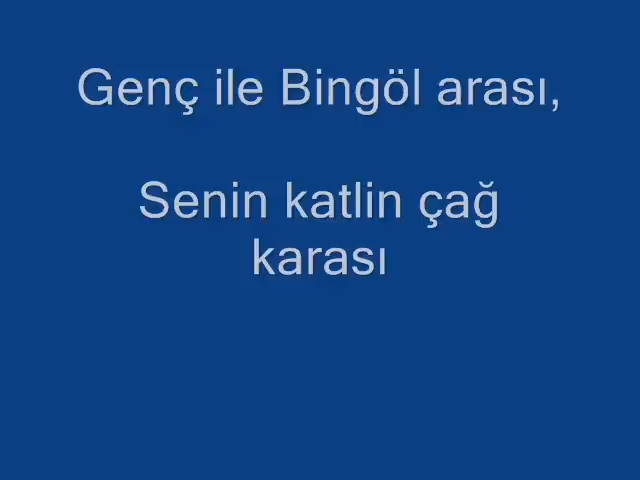 Genç ile Bingöl arası,
Senin katlin çağ
karası